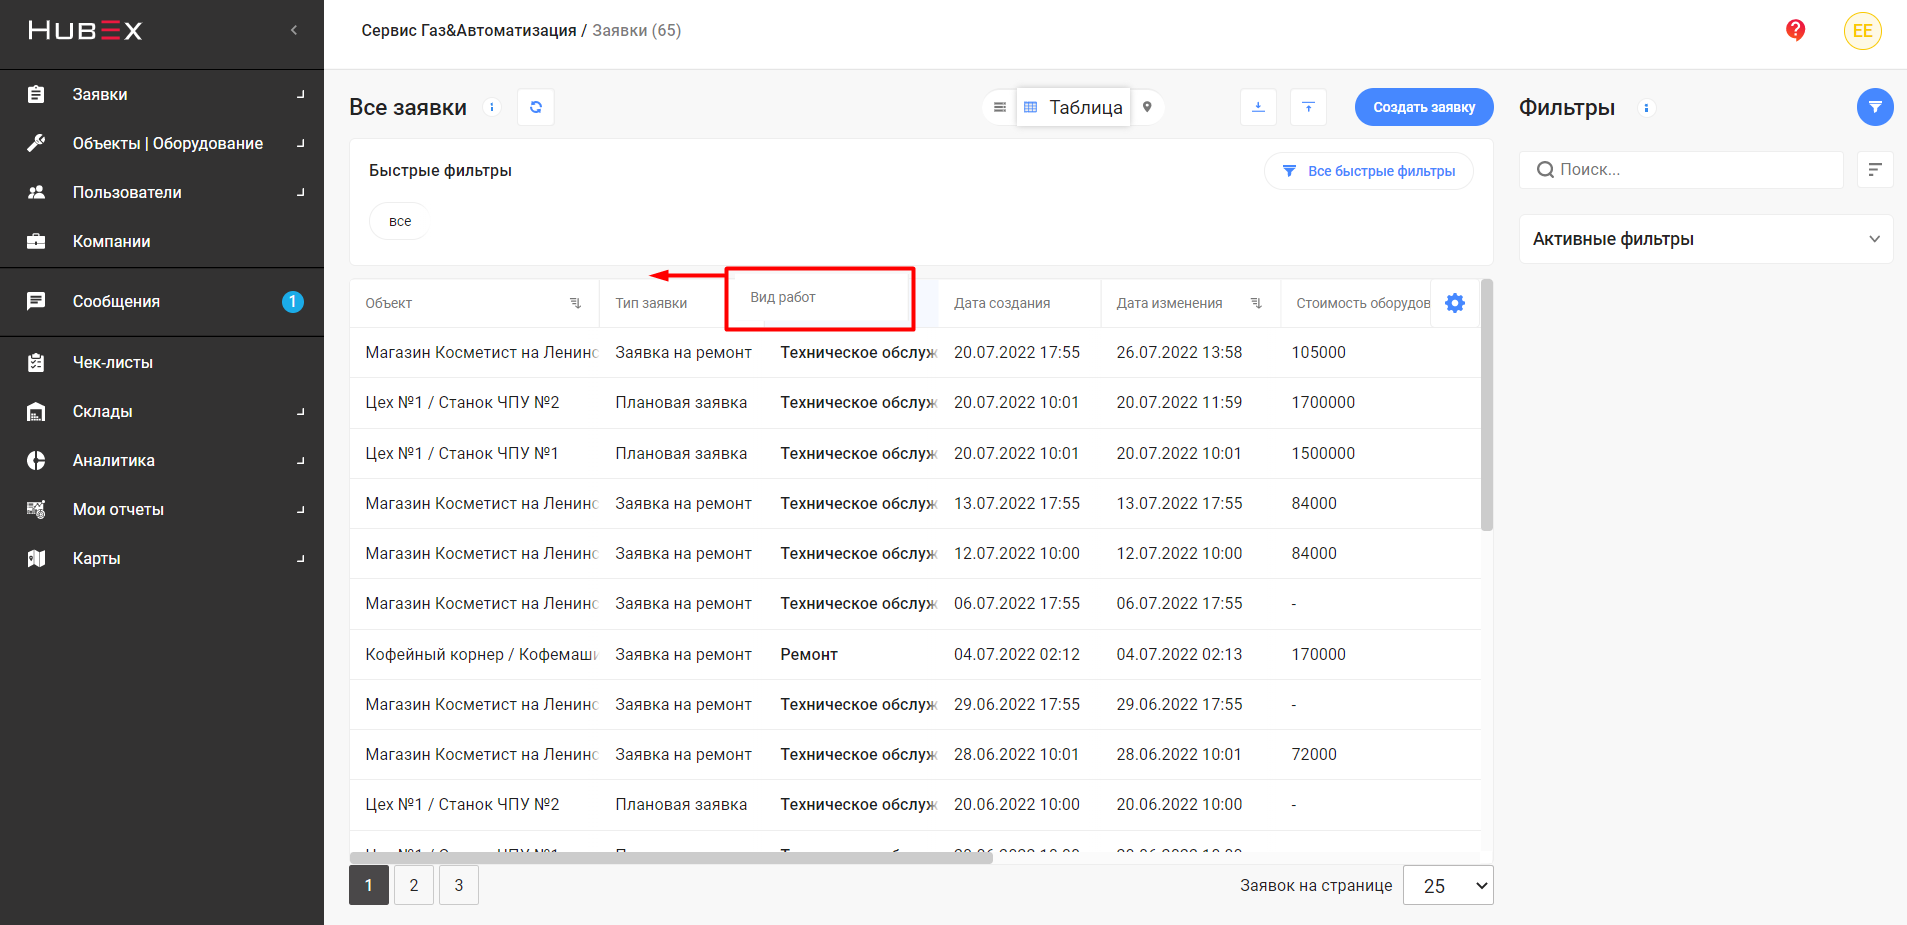 HUBEX
Сервис Газ&Автоматизация / Заявки (65)
EE
Заявки
Объекты | Оборудование
Пользователи
Компании
Сообщения 1
Чек-листы
Склады
Аналитика
Мои отчеты
Карты
Все заявки
Таблица
Создать заявку
Быстрые фильтры
Все быстрые фильтры
все
Объект Тип заявки Вид работ Дата создания Дата изменения Стоимость оборудов
Магазин Косметист на Ленинс Заявка на ремонт Техническое обслуж 20.07.2022 17:55 26.07.2022 13:58 105000
Цех №1 / Станок ЧПУ №2 Плановая заявка Техническое обслуж 20.07.2022 10:01 20.07.2022 11:59 1700000
Цех №1 / Станок ЧПУ №1 Плановая заявка Техническое обслуж 20.07.2022 10:01 20.07.2022 10:01 1500000
Магазин Косметист на Ленинс Заявка на ремонт Техническое обслуж 13.07.2022 17:55 13.07.2022 17:55 84000
Магазин Косметист на Ленинс Заявка на ремонт Техническое обслуж 12.07.2022 10:00 12.07.2022 10:00 84000
Магазин Косметист на Ленинс Заявка на ремонт Техническое обслуж 06.07.2022 17:55 06.07.2022 17:55 -
Кофейный корнер / Кофемаши Заявка на ремонт Ремонт 04.07.2022 02:12 04.07.2022 02:13 170000
Магазин Косметист на Ленинс Заявка на ремонт Техническое обслуж 29.06.2022 17:55 29.06.2022 17:55 -
Магазин Косметист на Ленинс Заявка на ремонт Техническое обслуж 28.06.2022 10:01 28.06.2022 10:01 72000
Цех №1 / Станок ЧПУ №2 Плановая заявка Техническое обслуж 20.06.2022 10:00 20.06.2022 10:00 -
1 2 3
Заявок на странице 25
Фильтры
Поиск...
Активные фильтры